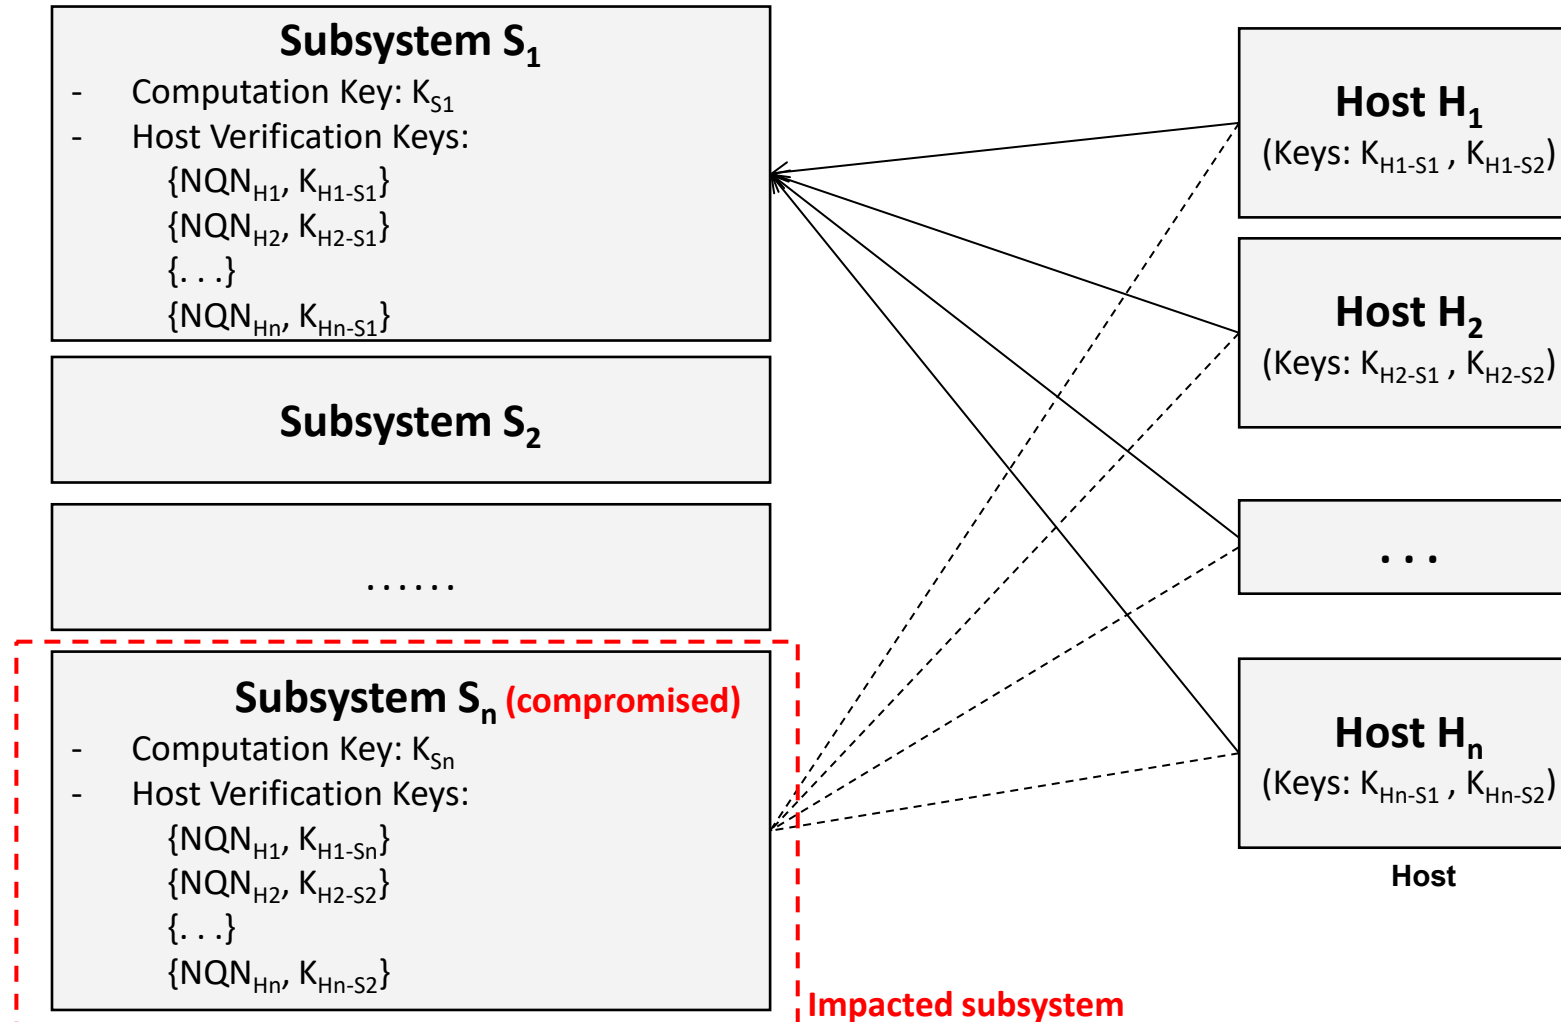 Subsystem S1
- Computation Key: KS1
- Host Verification Keys:
{NQNH1, KH1-S1}
{NQNH2, KH2-S1}
{. . .}
{NQNHn, KHn-S1}
Subsystem S2
. . . . . .
Subsystem Sn (compromised)
- Computation Key: KSn
- Host Verification Keys:
{NQNH1, KH1-Sn}
{NQNH2, KH2-S2}
{. . .}
{NQNHn, KHn-S2}
Impacted subsystem
Host H1
(Keys: KH1-S1 , KH1-S2)
Host H2
(Keys: KH2-S1 , KH2-S2)
. . .
Host Hn
(Keys: KHn-S1 , KHn-S2)
Host